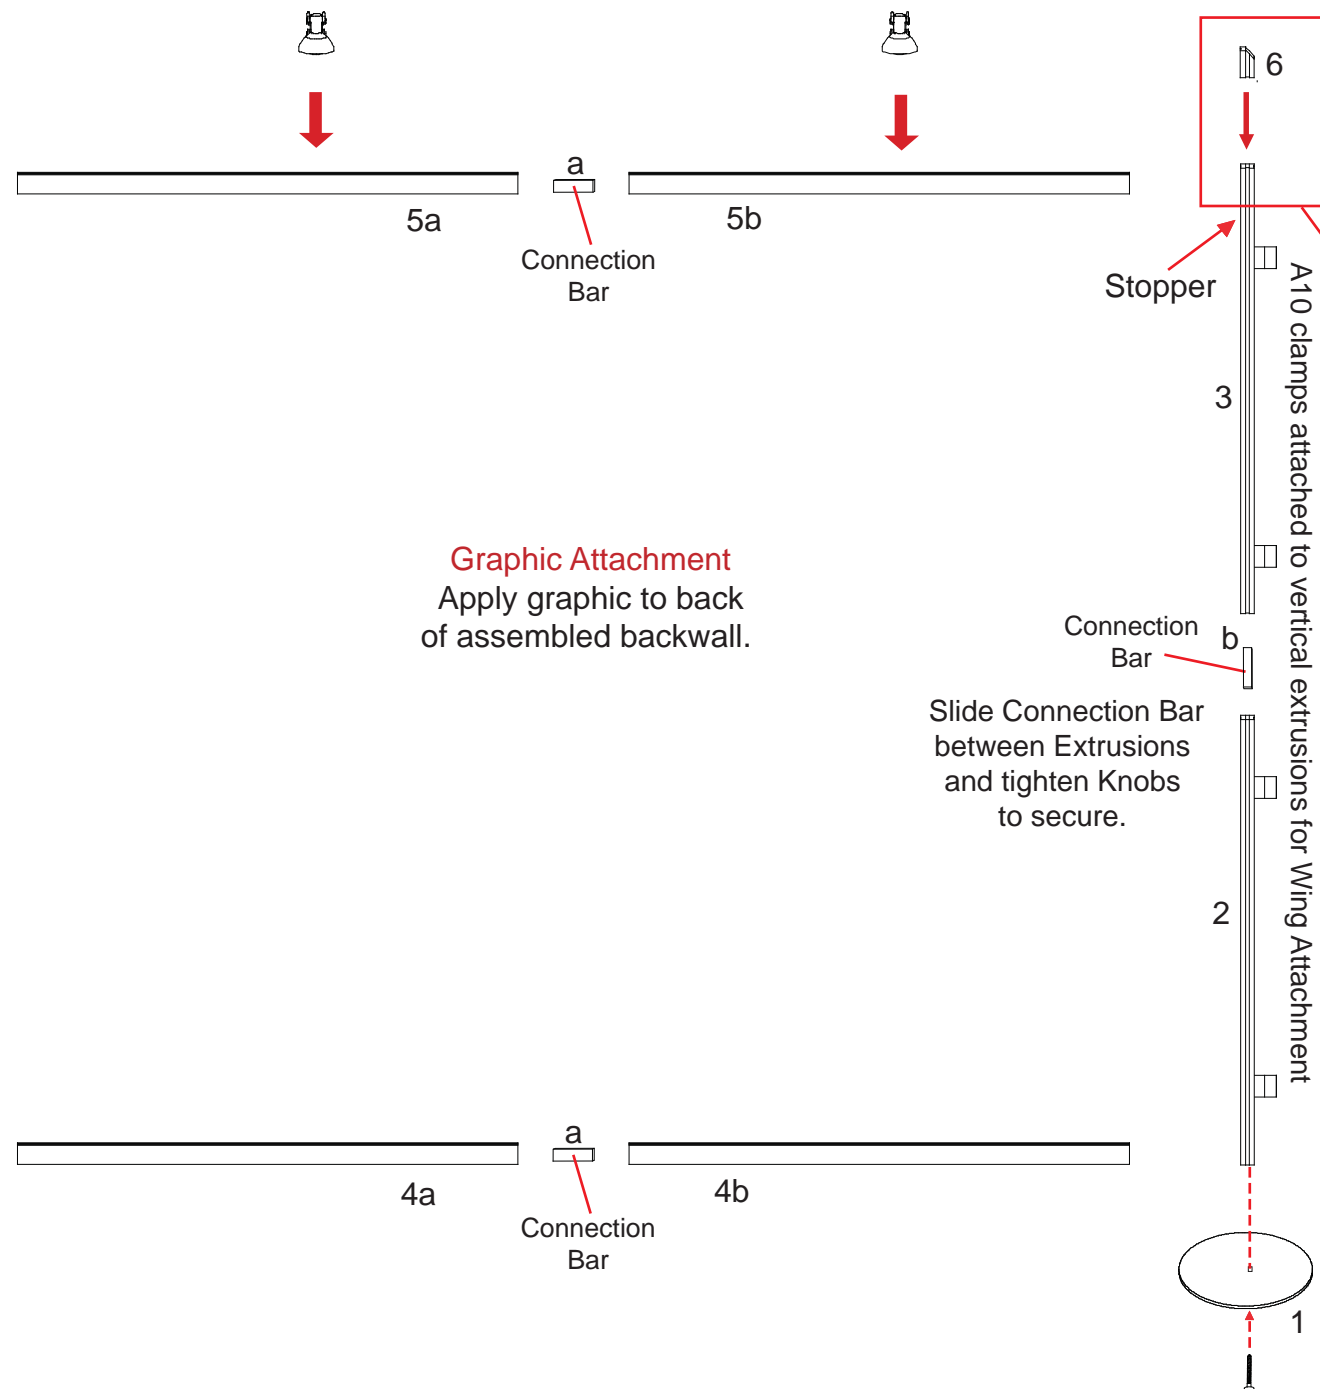 6
a
5a
5b
Connection
Bar
Stopper
A10 clamps attached to vertical extrusions for Wing Attachment
3
Graphic Attachment
Apply graphic to back
of assembled backwall.
Connection
Bar
b
Slide Connection Bar
between Extrusions
and tighten Knobs
to secure.
2
a
4a
4b
Connection
Bar
1